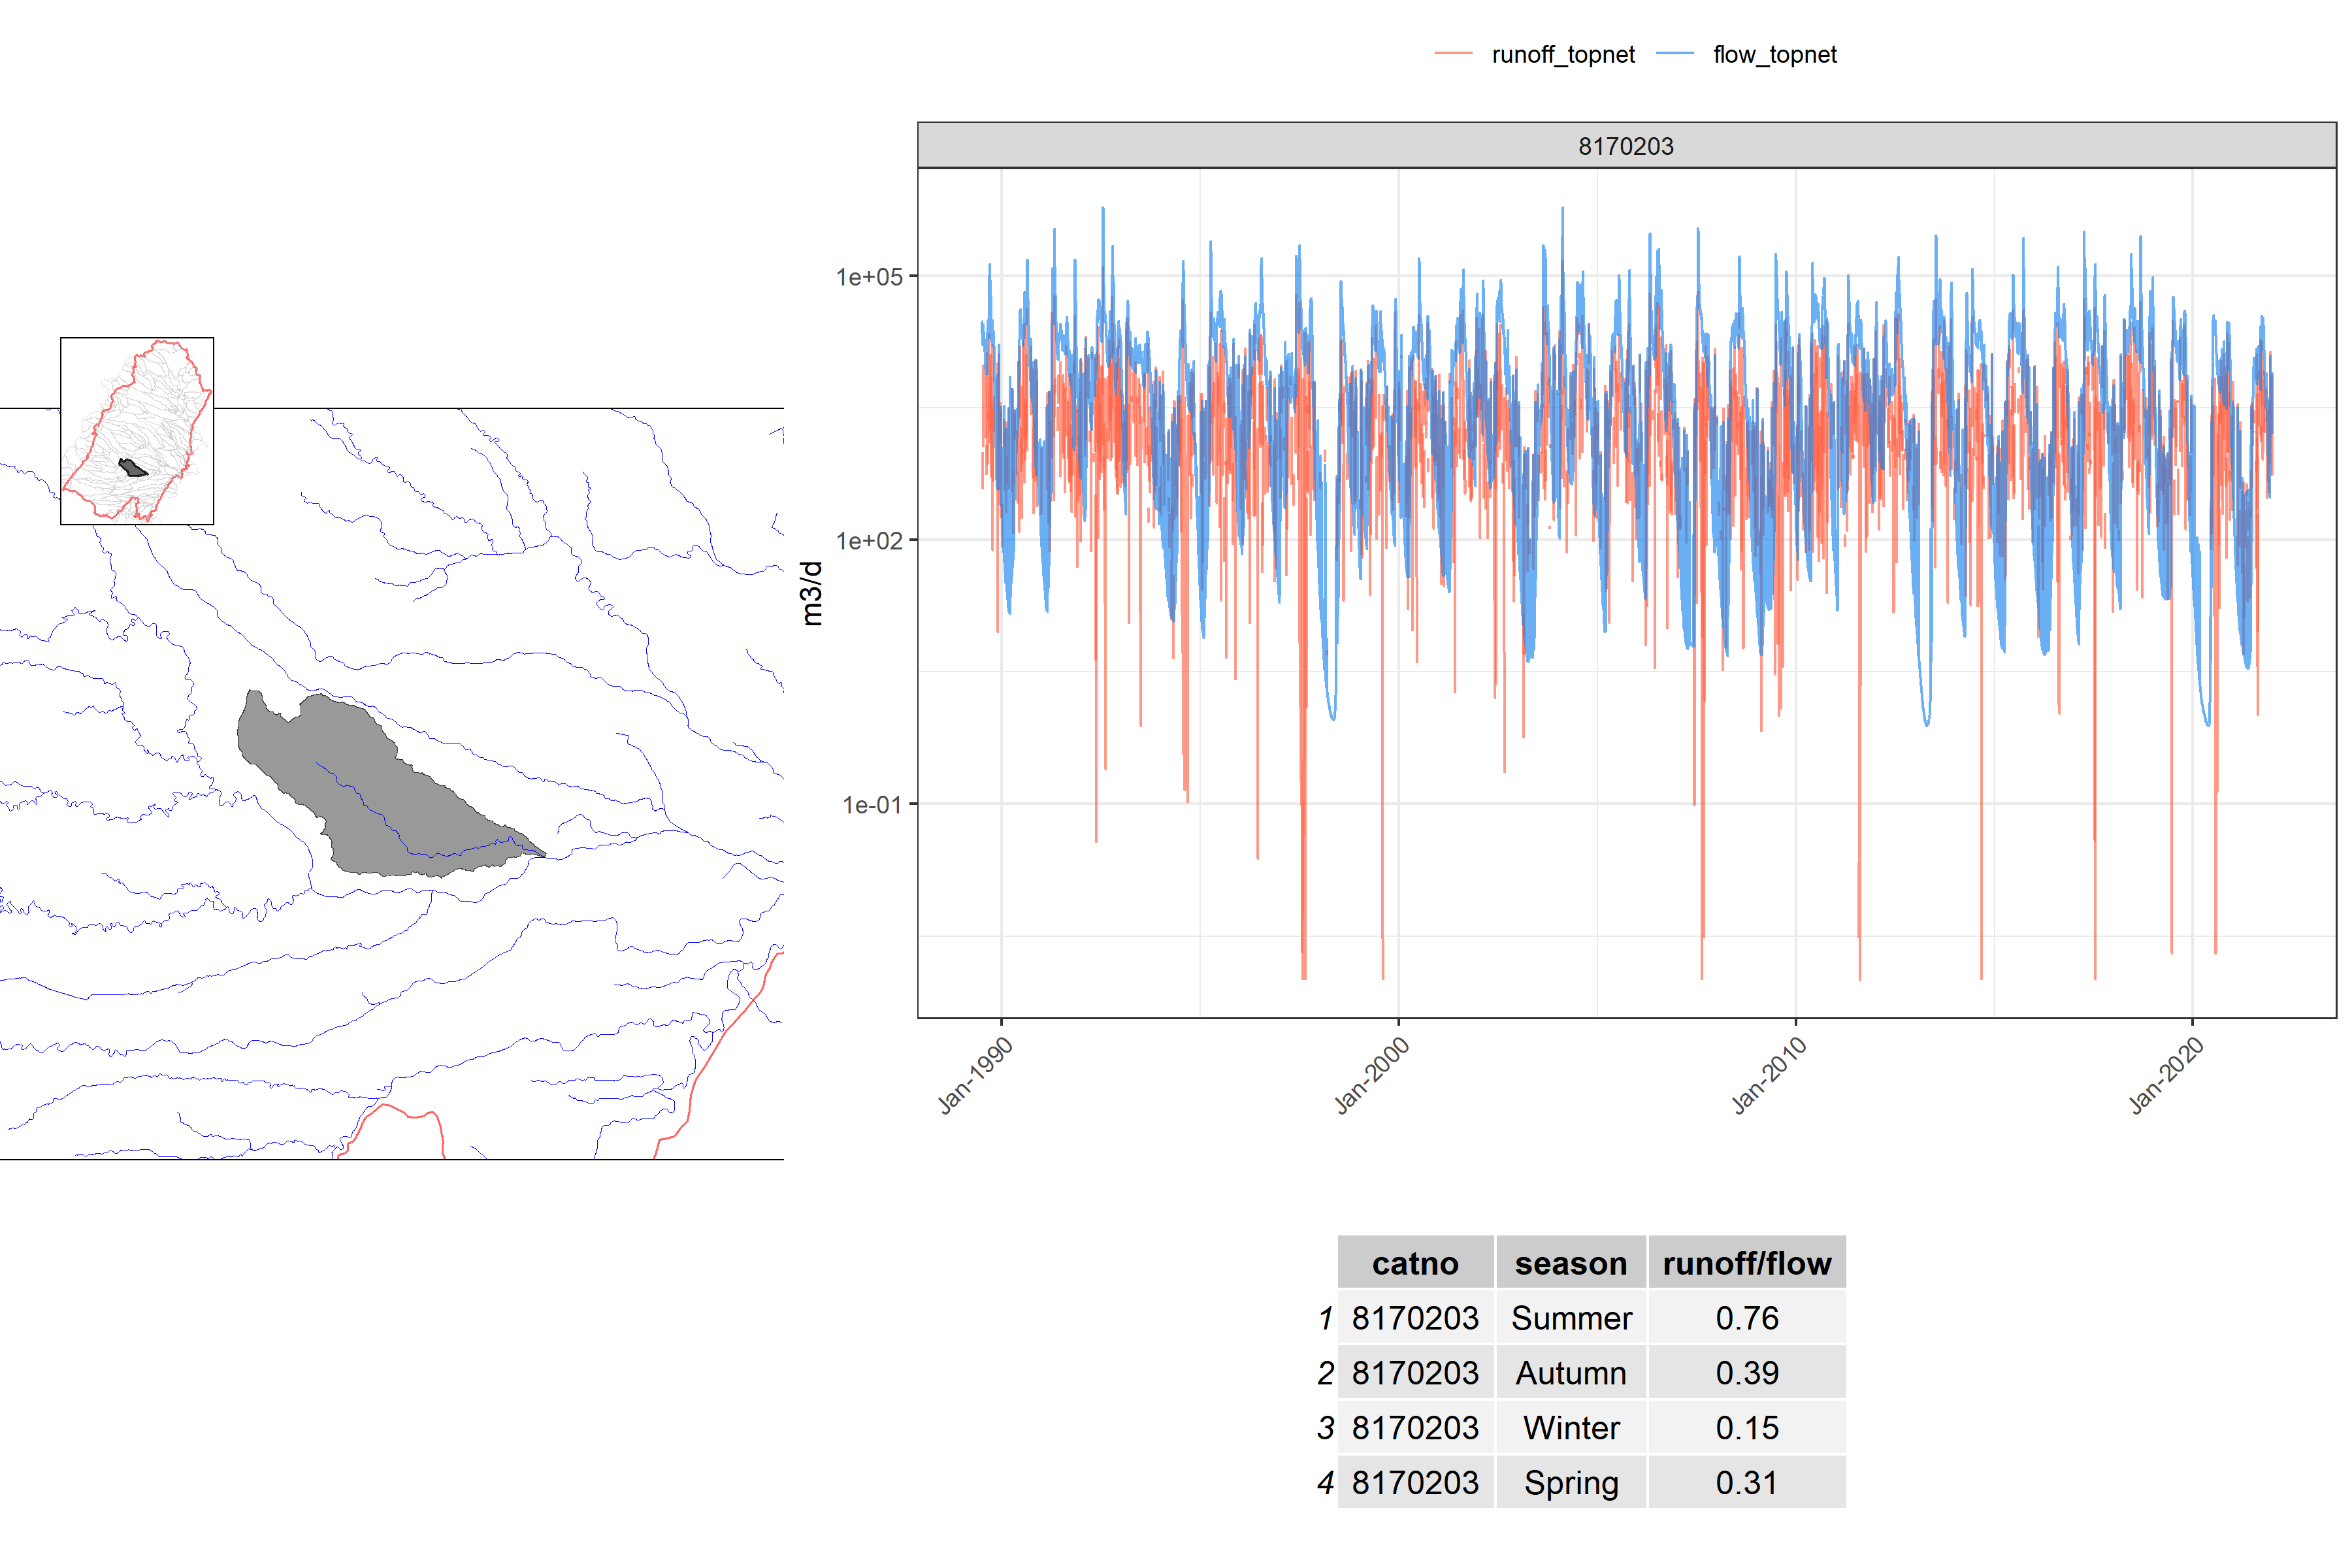 runoff_topnet flow_topnet
8170203
m3/d
1e+05
1e+02
1e-01
Jan-1990 Jan-2000 Jan-2010 Jan-2020
catno season runoff/flow
1 8170203 Summer 0.76
2 8170203 Autumn 0.39
3 8170203 Winter 0.15
4 8170203 Spring 0.31